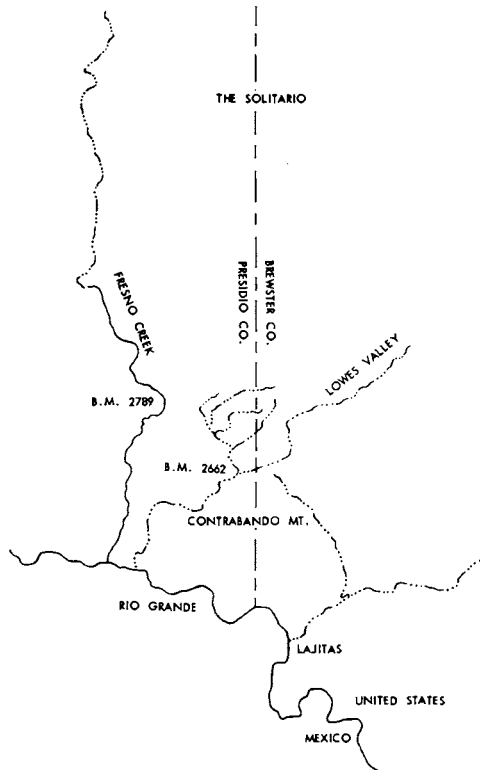 THE SOLITARIO
FRESNO CREEK
PRESIDIO CO.
BREWSTER CO.
LOWES VALLEY
B.M. 2789
B.M. 2662
CONTRABANDO MT.
RIO GRANDE
LAJITAS
UNITED STATES
MEXICO